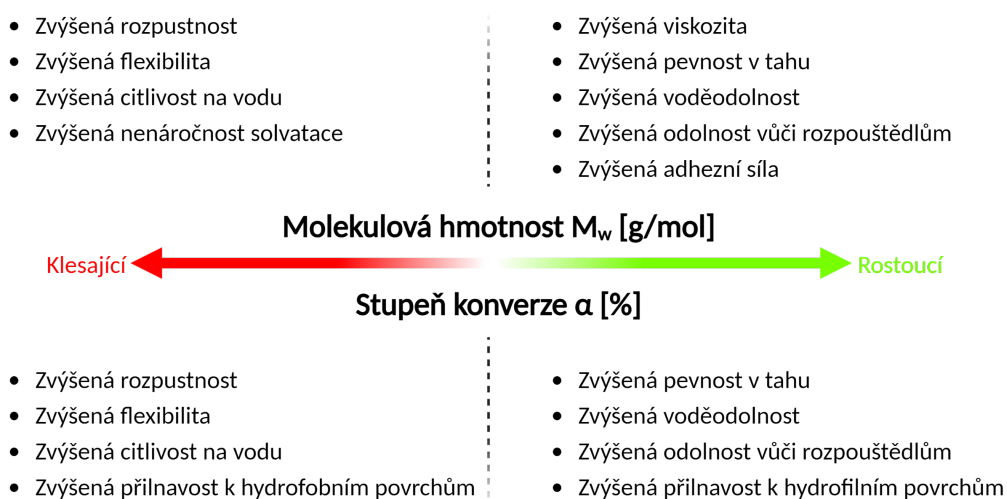 • Zvýšená rozpustnost
• Zvýšená flexibilita
• Zvýšená citlivost na vodu
• Zvýšená nenáročnost solvatace
• Zvýšená viskozita
• Zvýšená pevnost v tahu
• Zvýšená voděodolnost
• Zvýšená odolnost vůči rozpouštědlům
• Zvýšená adhezní síla
Molekulová hmotnost Mw [g/mol]
Klesající
Rostoucí
Stupeň konverze α [%]
• Zvýšená rozpustnost
• Zvýšená flexibilita
• Zvýšená citlivost na vodu
• Zvýšená přilnavost k hydrofobním povrchům
• Zvýšená pevnost v tahu
• Zvýšená voděodolnost
• Zvýšená odolnost vůči rozpouštědlům
• Zvýšená přilnavost k hydrofilním povrchům